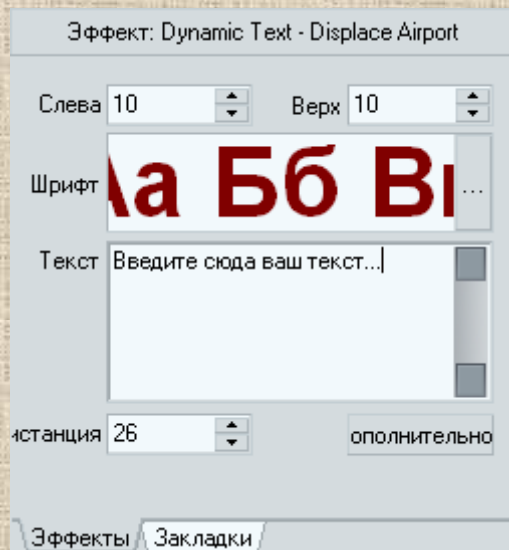 Эффект: Dynamic Text - Displace Airport
Слева 10 Верх 10
Шрифт Аа Бб В ...
Текст Введите сюда ваш текст...
истанция 26 ополнительно
Эффекты Закладки